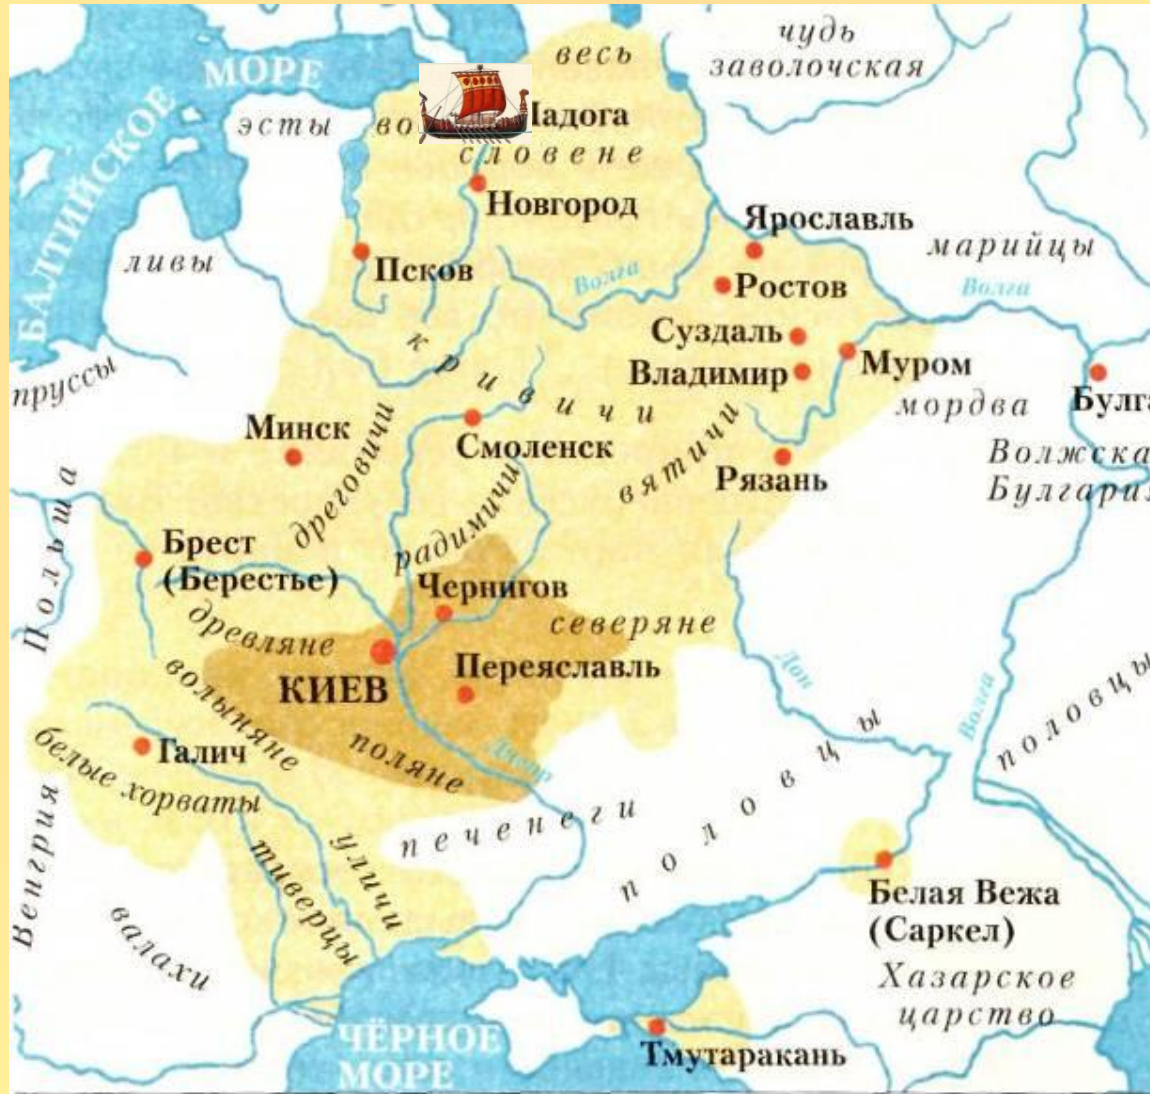 весь
чудь
заволочская
МОРЕ
БАЛТИЙСКОЕ
эсты
словене
Новгород
Ярославль
ливы
Псков
Волга
марийцы
Ростов
Волга
Суздаль
Владимир
Муром
пруссы
кривичи
мордва
Минск
дреговичи
Смоленск
вятичи
Рязань
Польша
радимичи
Брест
(Берестье)
Чернигов
древляне
северяне
КИЕВ
Переяславль
волыняне
Дон
половцы
Галич
поляне
Днепр
белые хорваты
печенеги
половцы
Венгрия
тиверцы
уличи
валахи
Белая Вежа
(Саркел)
Хазарское
царство
ЧЁРНОЕ
МОРЕ
Тмутаракань